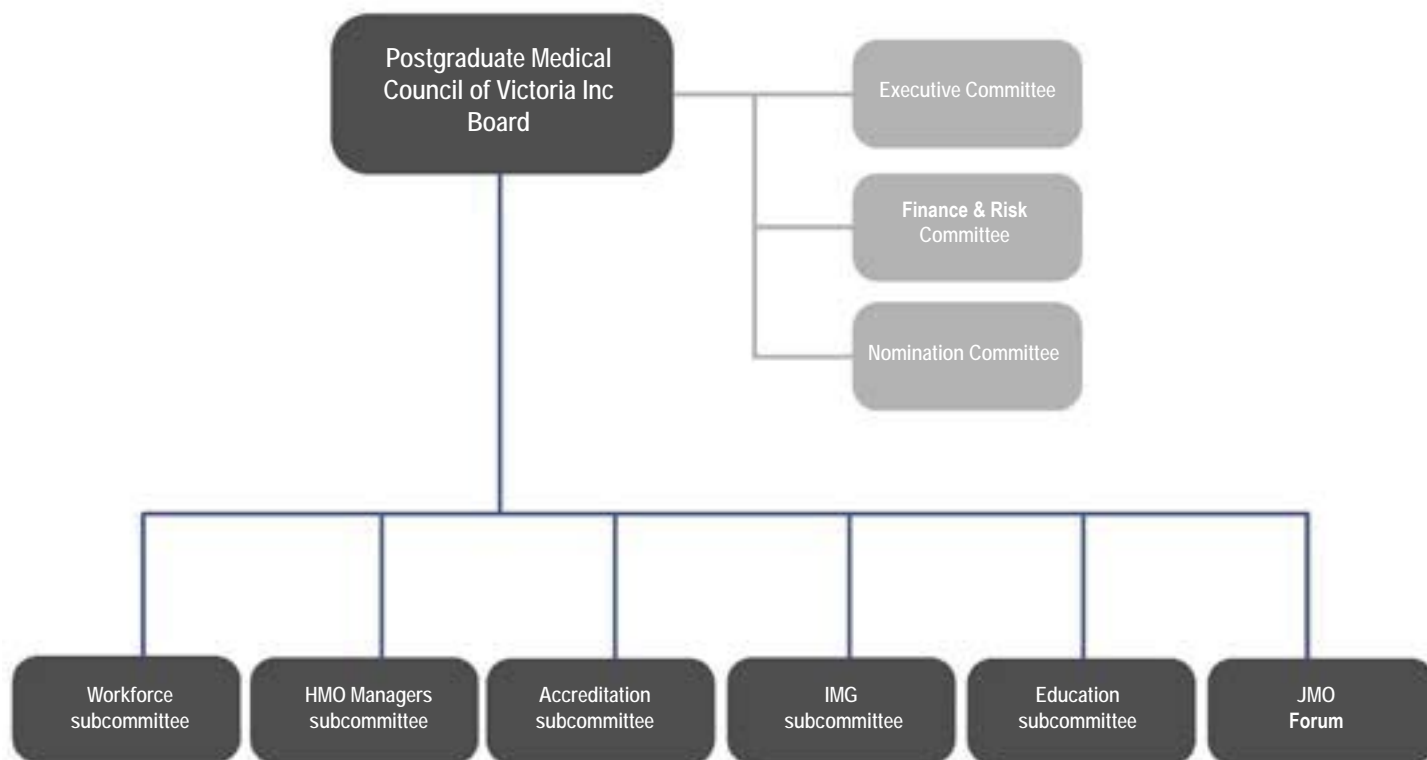 Postgraduate Medical
Council of Victoria Inc
Board
Executive Committee
Finance & Risk
Committee
Nomination Committee
Workforce
subcommittee
HMO Managers
subcommittee
Accreditation
subcommittee
IMG
subcommittee
Education
subcommittee
JMO
Forum